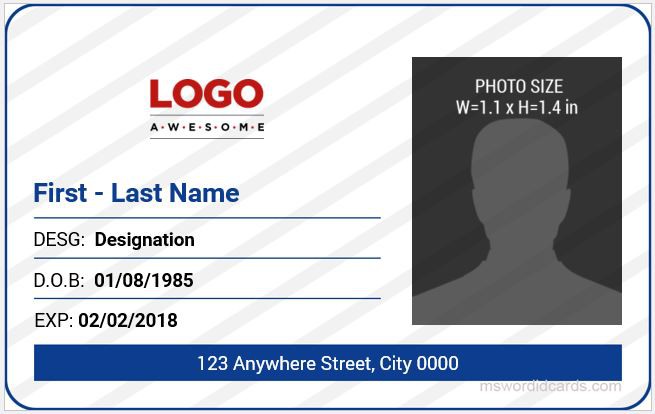 LOGO
A•W•E•S•O•M•E
PHOTO SIZE
W=1.1 x H=1.4 in
First - Last Name
DESG: Designation
D.O.B: 01/08/1985
EXP: 02/02/2018
123 Anywhere Street, City 0000
mswordidcards.com